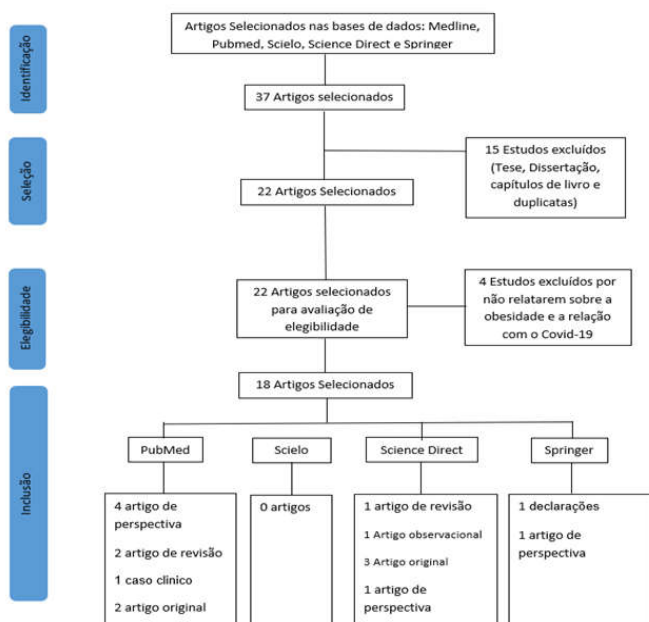 Identificação
Artigos Selecionados nas bases de dados: Medline,
Pubmed, Scielo, Science Direct e Springer
37 Artigos selecionados
Seleção
15 Estudos excluídos
(Tese, Dissertação,
capítulos de livro e
duplicatas)
22 Artigos Selecionados
Elegibilidade
22 Artigos selecionados
para avaliação de
elegibilidade
4 Estudos excluídos por
não relatarem sobre a
obesidade e a relação
com o Covid-19
18 Artigos Selecionados
Inclusão
PubMed
Scielo
Science Direct
Springer
4 artigo de
perspectiva
2 artigo de revisão
1 caso clínico
2 artigo original
0 artigos
1 artigo de revisão
1 Artigo observacional
3 Artigo original
1 artigo de
perspectiva
1 declarações
1 artigo de
perspectiva